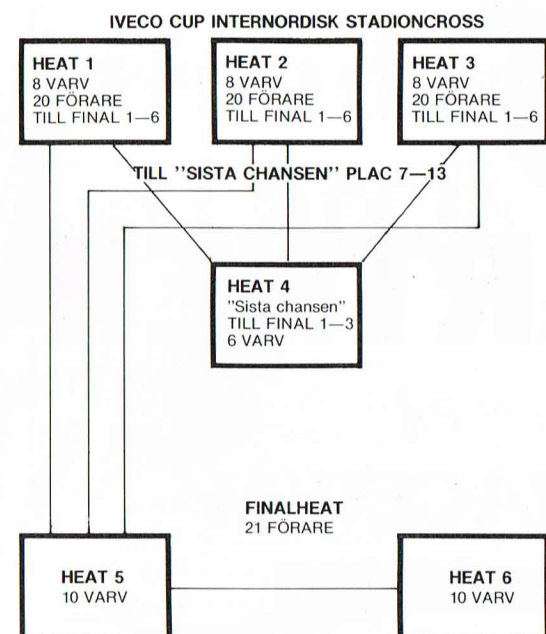 IVECO CUP INTERNORDISK STADIONCROSS
HEAT 1
8 VARV
20 FÖRARE
TILL FINAL 1—6
HEAT 2
8 VARV
20 FÖRARE
TILL FINAL 1—6
HEAT 3
8 VARV
20 FÖRARE
TILL FINAL 1—6
TILL "SISTA CHANSEN" PLAC 7—13
HEAT 4
"Sista chansen"
TILL FINAL 1—3
6 VARV
FINALHEAT
21 FÖRARE
HEAT 5
10 VARV
HEAT 6
10 VARV